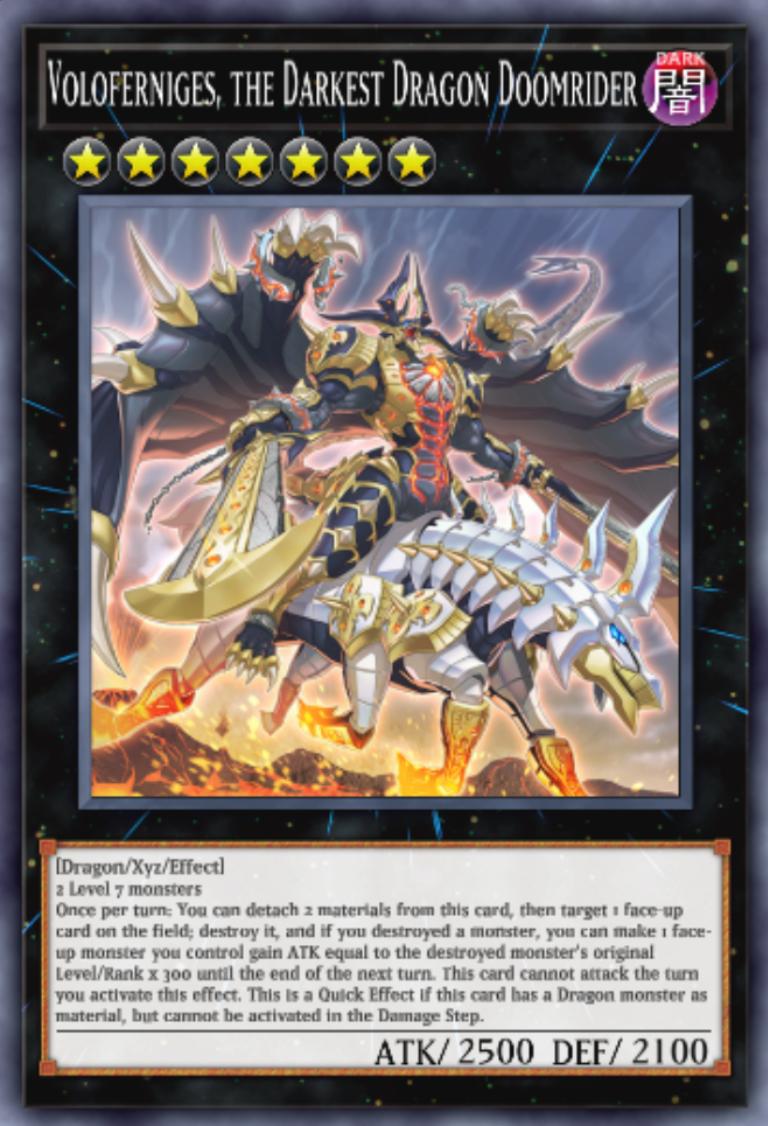 VOLOFERNIGES, THE DARKEST DRAGON DOOMRIDER
DARK
闇
[Dragon/Xyz/Effect]
2 Level 7 monsters
Once per turn: You can detach 2 materials from this card, then target 1 face-up
card on the field; destroy it, and if you destroyed a monster, you can make 1 face-
up monster you control gain ATK equal to the destroyed monster's original
Level/Rank x 300 until the end of the next turn. This card cannot attack the turn
you activate this effect. This is a Quick Effect if this card has a Dragon monster as
material, but cannot be activated in the Damage Step.
ATK/ 2500 DEF/ 2100